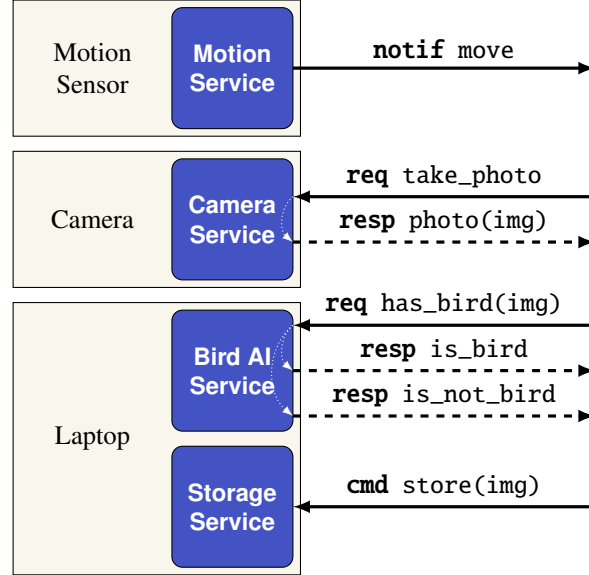 Motion
Sensor
Motion
Service
notif move
Camera
Camera
Service
req take_photo
resp photo(img)
Laptop
Bird AI
Service
req has_bird(img)
resp is_bird
resp is_not_bird
Storage
Service
cmd store(img)